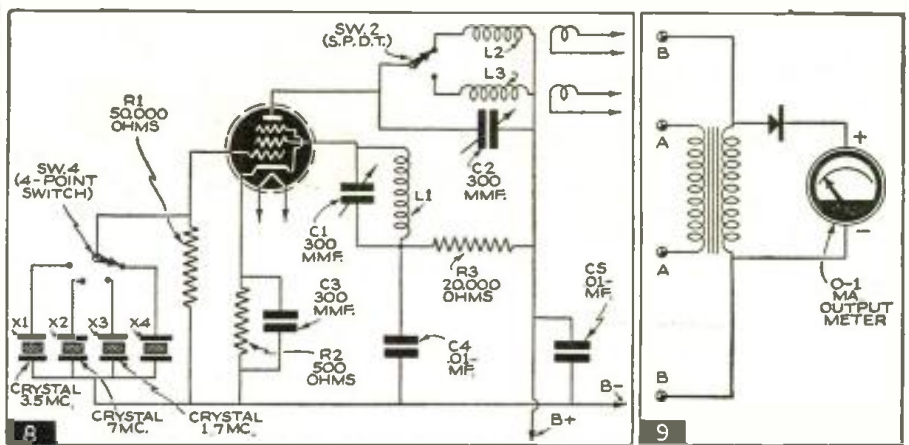 SW.2
(S.P.D.T.)
L2
L3
R1
50,000
OHMS
SW.4
(4-POINT
SWITCH)
C2
300
MMF.
L1
C1
300
MMF.
R3
20,000
OHMS
C3
300
MMF.
C5
.01-
MF.
X1
X2
X3
X4
R2
500
OHMS
C4
.01-
MF.
B-
CRYSTAL
3.5MC.
CRYSTAL
7MC.
CRYSTAL
1.7MC.
B+
8
B
A
+
-
A
0-1
MA
OUTPUT
METER
B
9